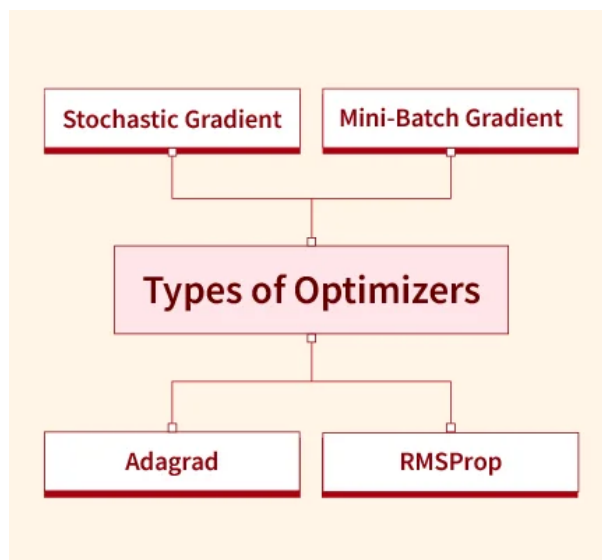 Stochastic Gradient
Mini-Batch Gradient
Types of Optimizers
Adagrad
RMSProp